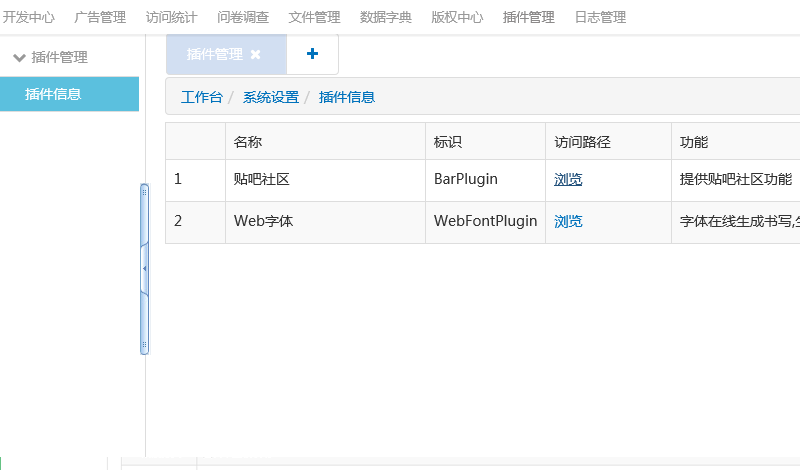 开发中心 广告管理 访问统计 问卷调查 文件管理 数据字典 版权中心 插件管理 日志管理
插件管理
插件信息
插件管理 ✖ ✚
工作台 / 系统设置 / 插件信息
名称 标识 访问路径 功能
1 贴吧社区 BarPlugin 浏览 提供贴吧社区功能
2 Web字体 WebFontPlugin 浏览 字体在线生成书写,